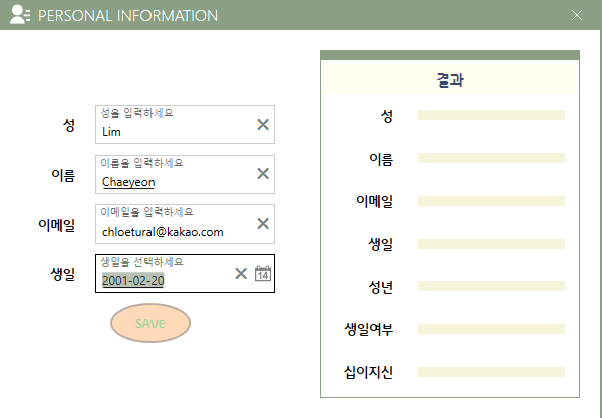 PERSONAL INFORMATION
성
성을 입력하세요
Lim
이름
이름을 입력하세요
Chaeyeon
이메일
이메일을 입력하세요
chloetural@kakao.com
생일
생일을 선택하세요
2001-02-20
14
SAVE
결과
성
이름
이메일
생일
성년
생일여부
십이지신